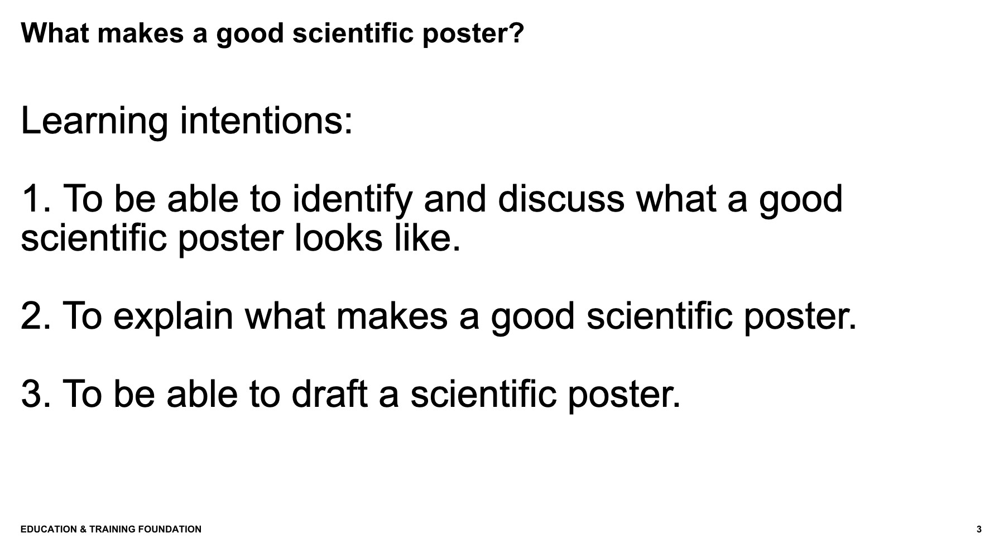 What makes a good scientific poster?
Learning intentions:
1. To be able to identify and discuss what a good
scientific poster looks like.
2. To explain what makes a good scientific poster.
3. To be able to draft a scientific poster.
EDUCATION & TRAINING FOUNDATION
3